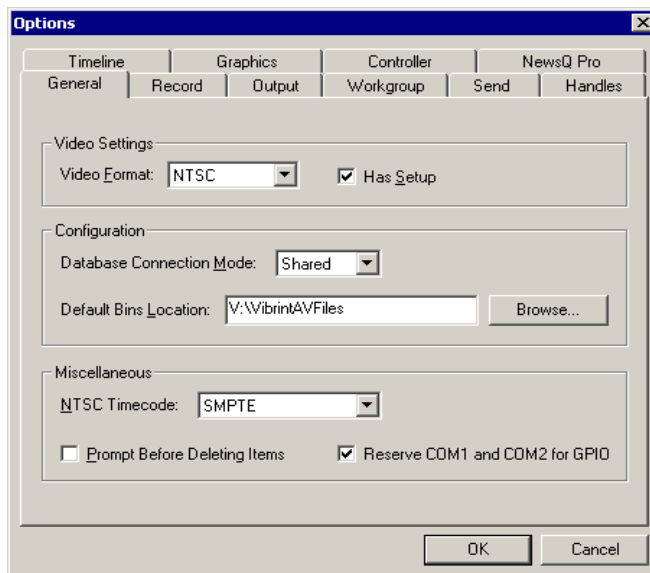 Options
Timeline Graphics Controller NewsQ Pro
General Record Output Workgroup Send Handles
Video Settings
Video Format: NTSC Has Setup
Configuration
Database Connection Mode: Shared
Default Bins Location: V:\VibrintAVFiles Browse...
Miscellaneous
NTSC Timecode: SMPTE
Prompt Before Deleting Items Reserve COM1 and COM2 for GPIO
OK Cancel